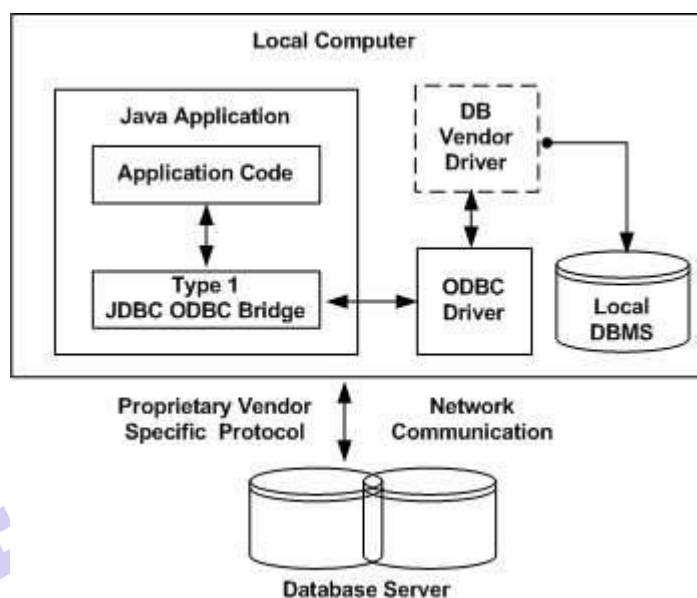 Local Computer
Java Application
Application Code
Type 1
JDBC ODBC Bridge
DB
Vendor
Driver
ODBC
Driver
Local
DBMS
Proprietary Vendor
Specific Protocol
Network
Communication
Database Server